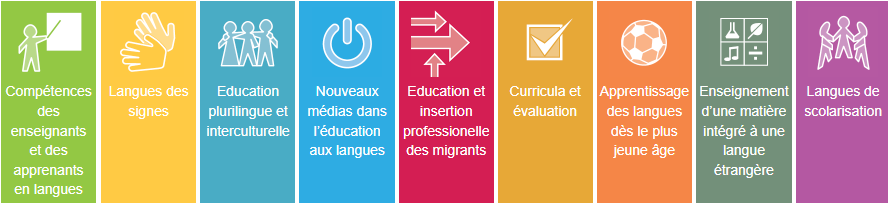 Compétences
des
enseignants
et des
apprenants
en langues
Langues des
signes
Education
plurilingue et
interculturelle
Nouveaux
médias dans
l'éducation
aux langues
Education et
insertion
professionelle
des migrants
Curricula et
évaluation
Apprentissage
des langues
dès le plus
jeune âge
Enseignement
d'une matière
intégré à une
langue
étrangère
Langues de
scolarisation